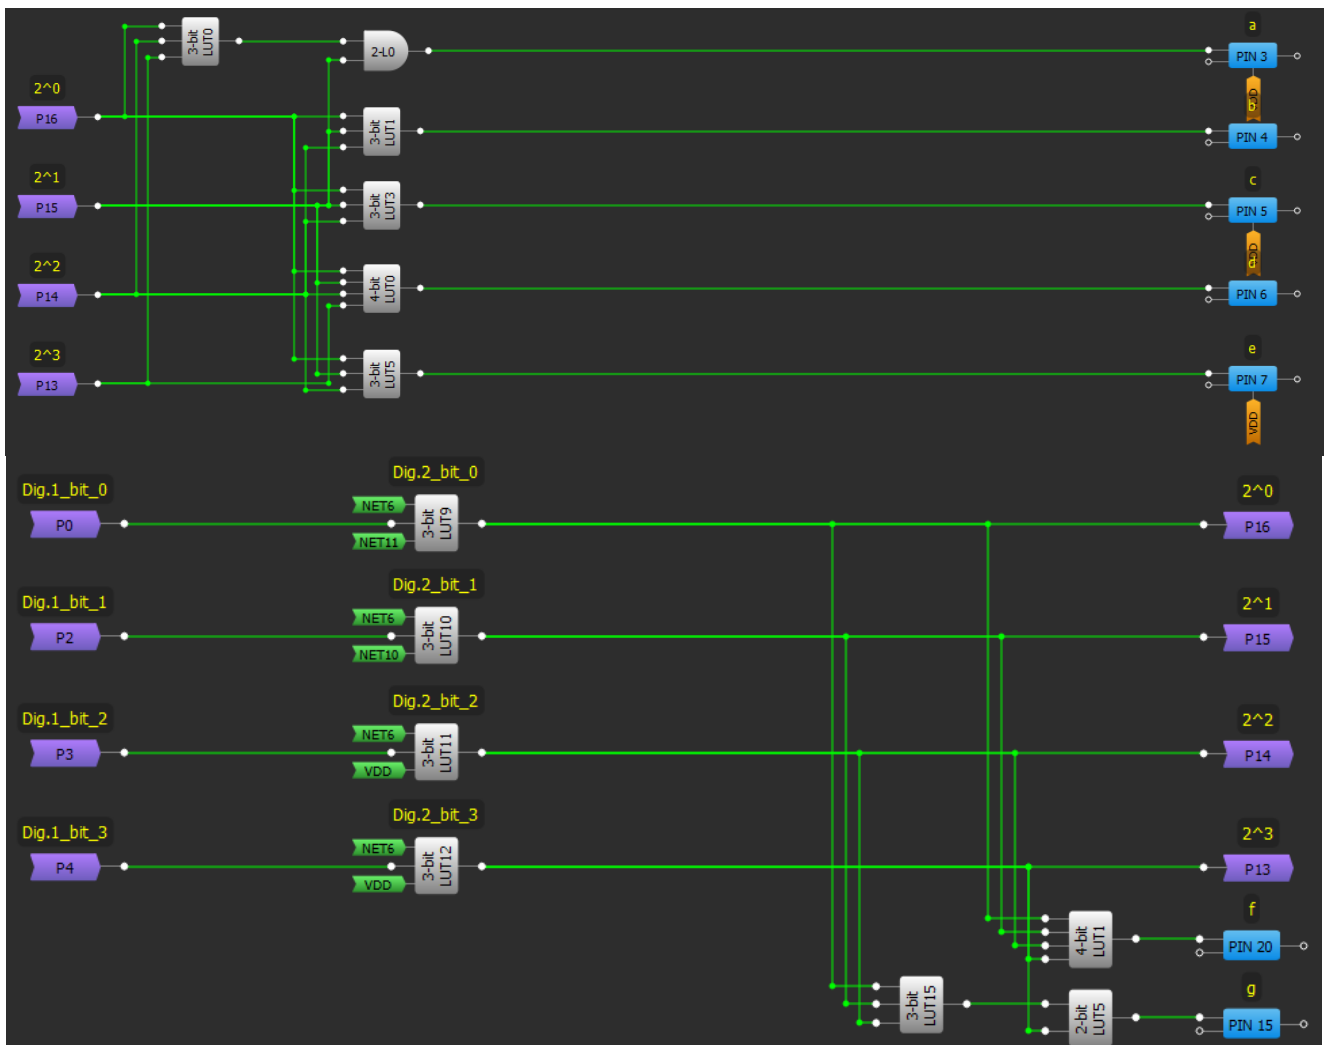 a
3-bit LUT0
2-L0
PIN 3
2^0
P16
VDD
b
3-bit LUT1
PIN 4
2^1
P15
c
3-bit LUT3
PIN 5
2^2
P14
VDD
d
4-bit LUT0
PIN 6
2^3
P13
e
3-bit LUT5
PIN 7
VDD
Dig.2_bit_0
Dig.1_bit_0
2^0
NET6
P0
3-bit LUT9
P16
NET11
Dig.2_bit_1
Dig.1_bit_1
2^1
NET6
P2
3-bit LUT10
P15
NET10
Dig.2_bit_2
Dig.1_bit_2
2^2
NET6
P3
3-bit LUT11
P14
VDD
Dig.2_bit_3
Dig.1_bit_3
2^3
NET6
P4
3-bit LUT12
P13
VDD
f
4-bit LUT1
PIN 20
g
3-bit LUT15
2-bit LUT5
PIN 15